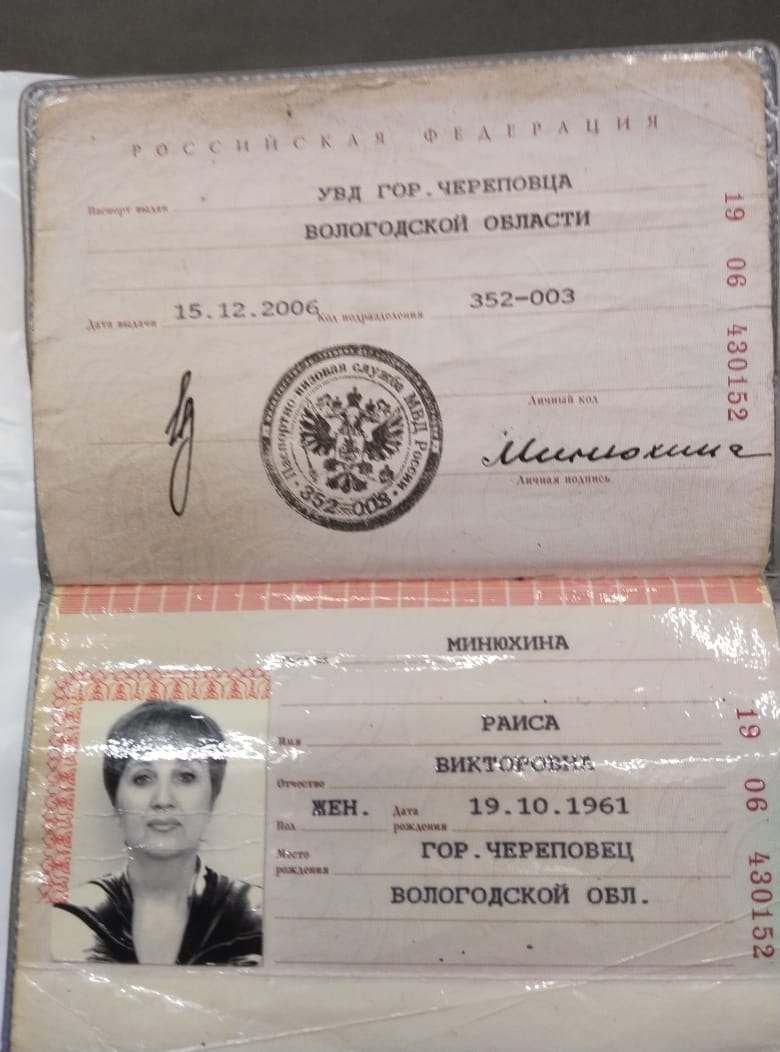 РОССИЙСКАЯ ФЕДЕРАЦИЯ
Паспорт выдан УВД ГОР.ЧЕРЕПОВЦА
ВОЛОГОДСКОЙ ОБЛАСТИ
Дата выдачи 15.12.2006 Код подразделения 352-003
Личный код
Минюхина
Личная подпись
Паспортно-визовая служба МВД России
352-003
19 06 430152
МИНЮХИНА
Имя РАИСА
Отчество ВИКТОРОВНА
Пол ЖЕН. Дата рождения 19.10.1961
Место рождения ГОР.ЧЕРЕПОВЕЦ
ВОЛОГОДСКОЙ ОБЛ.
19 06 430152